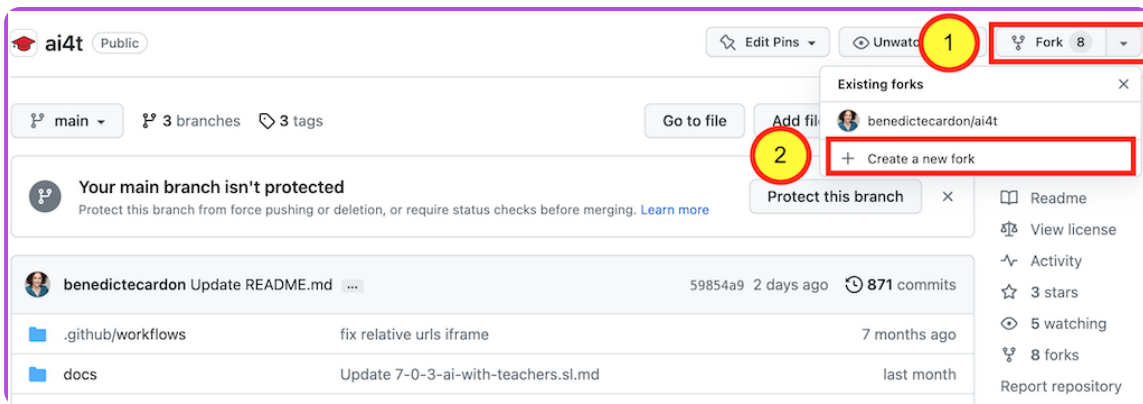 ai4t Public
Edit Pins
1
Fork 8
Existing forks
main
3 branches
3 tags
Go to file
benedictecardon/ai4t
2
Create a new fork
Your main branch isn't protected
Protect this branch from force pushing or deletion, or require status checks before merging. Learn more
Protect this branch
Readme
View license
Activity
3 stars
5 watching
8 forks
Report repository
benedictecardon Update README.md ...
59854a9 2 days ago 871 commits
.github/workflows fix relative urls iframe 7 months ago
docs Update 7-0-3-ai-with-teachers.sl.md last month